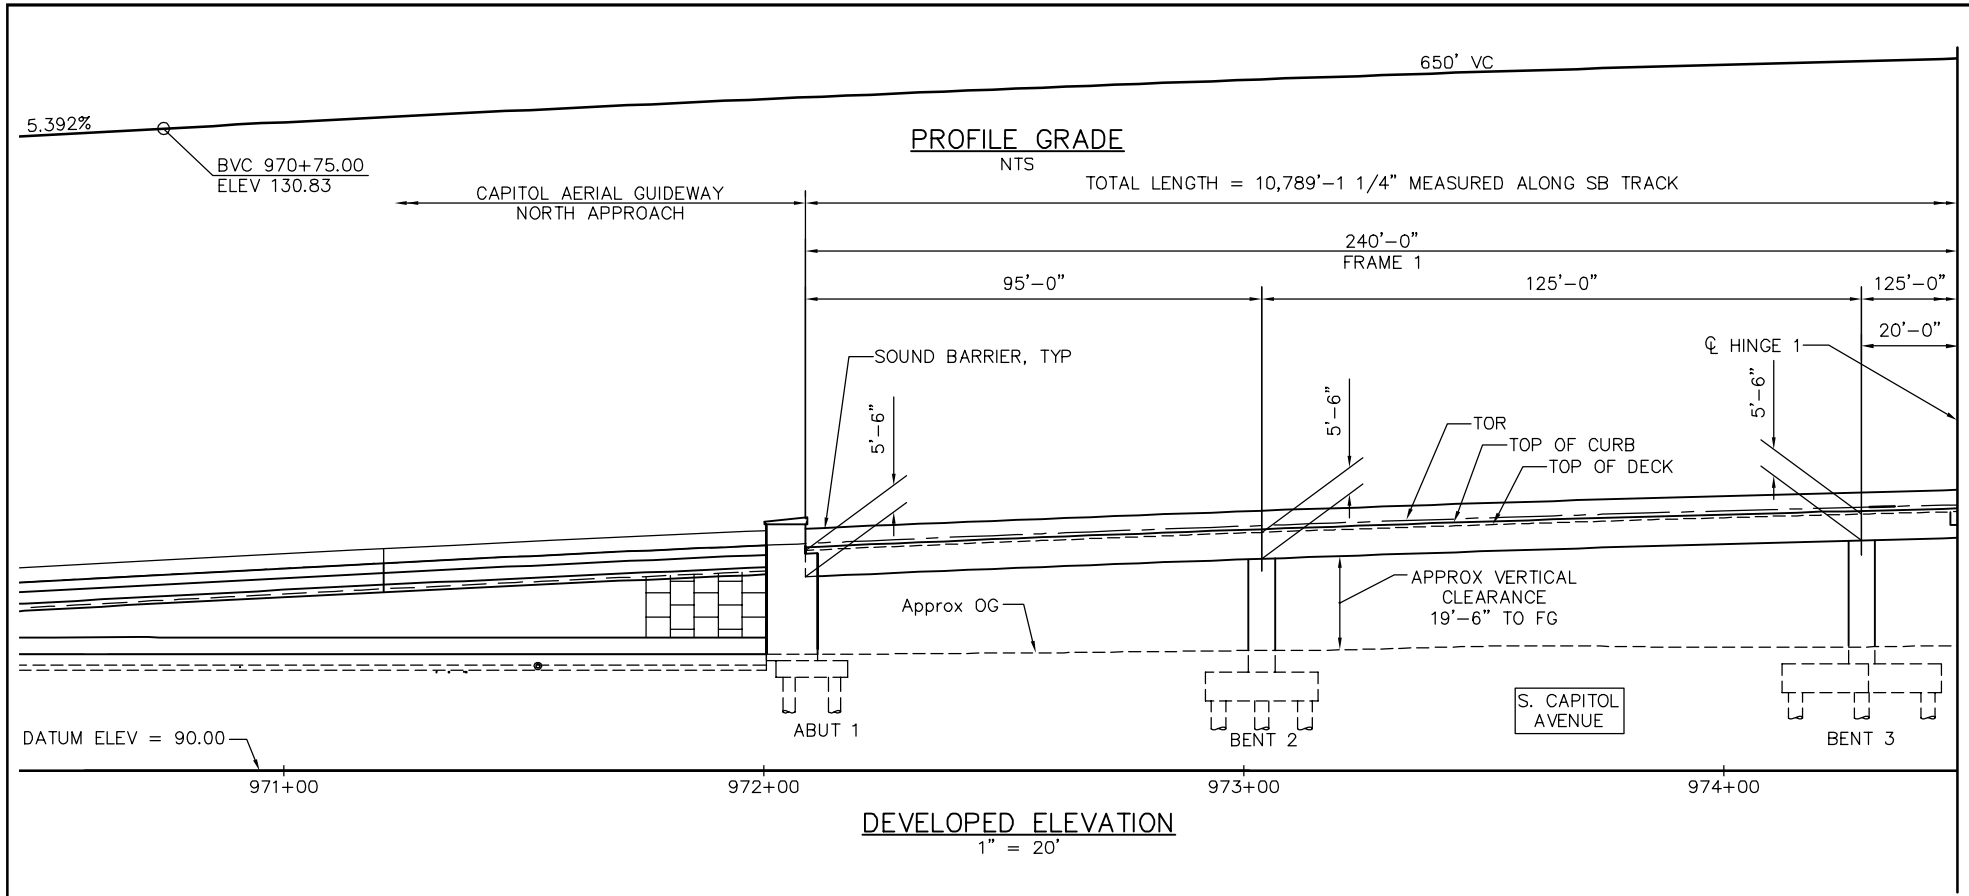 650' VC
5.392%
BVC 970+75.00
ELEV 130.83
PROFILE GRADE
NTS
CAPITOL AERIAL GUIDEWAY
NORTH APPROACH
TOTAL LENGTH = 10,789'-1 1/4" MEASURED ALONG SB TRACK
240'-0"
FRAME 1
95'-0"
125'-0"
125'-0"
20'-0"
℄ HINGE 1
SOUND BARRIER, TYP
5'-6"
5'-6"
5'-6"
TOR
TOP OF CURB
TOP OF DECK
Approx OG
APPROX VERTICAL
CLEARANCE
19'-6" TO FG
S. CAPITOL
AVENUE
ABUT 1
BENT 2
BENT 3
DATUM ELEV = 90.00
971+00
972+00
973+00
974+00
DEVELOPED ELEVATION
1" = 20'